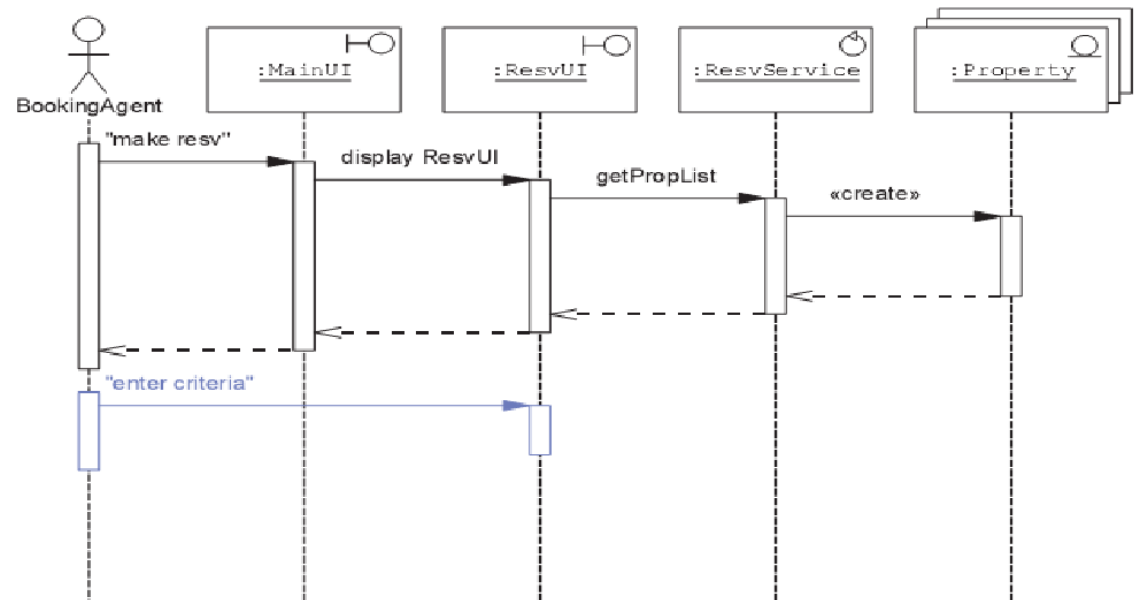 :MainUI
:ResvUI
:ResvService
:Property
BookingAgent
"make resv"
display ResvUI
getPropList
«create»
"enter criteria"